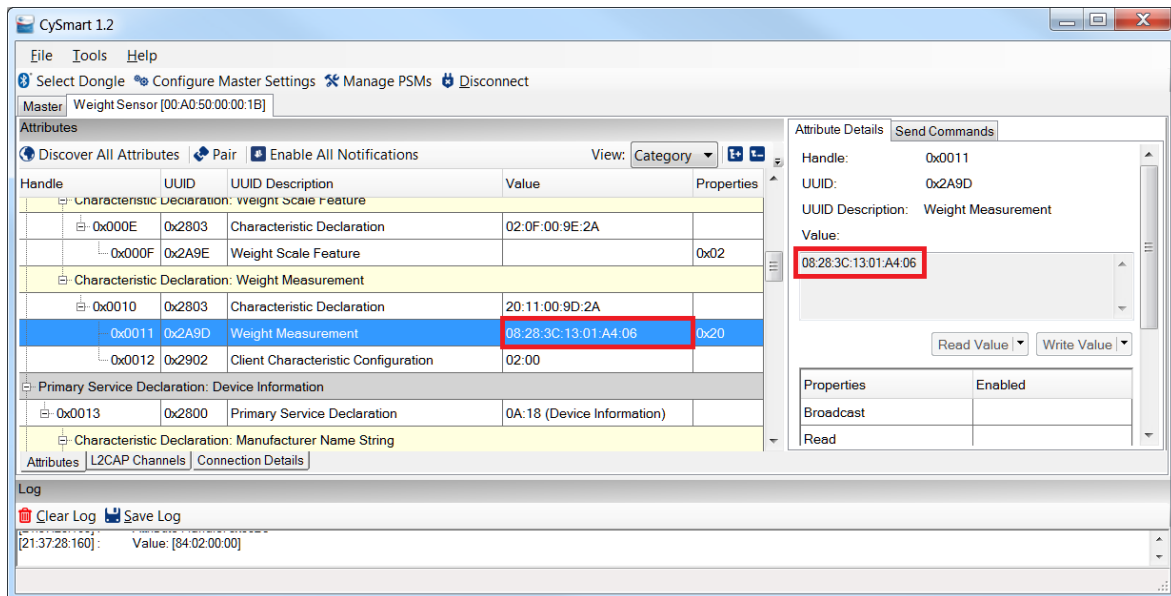 CySmart 1.2
File Tools Help
Select Dongle Configure Master Settings Manage PSMs Disconnect
Master Weight Sensor [00:A0:50:00:00:1B]
Attributes
Discover All Attributes Pair Enable All Notifications View: Category
Handle UUID UUID Description Value Properties
Characteristic Declaration: Weight Scale Feature
0x000E 0x2803 Characteristic Declaration 02:0F:00:9E:2A
0x000F 0x2A9E Weight Scale Feature 0x02
Characteristic Declaration: Weight Measurement
0x0010 0x2803 Characteristic Declaration 20:11:00:9D:2A
0x0011 0x2A9D Weight Measurement 08:28:3C:13:01:A4:06 0x20
0x0012 0x2902 Client Characteristic Configuration 02:00
Primary Service Declaration: Device Information
0x0013 0x2800 Primary Service Declaration 0A:18 (Device Information)
Characteristic Declaration: Manufacturer Name String
Attributes L2CAP Channels Connection Details
Attribute Details Send Commands
Handle: 0x0011
UUID: 0x2A9D
UUID Description: Weight Measurement
Value:
08:28:3C:13:01:A4:06
Read Value Write Value
Properties Enabled
Broadcast
Read
Log
Clear Log Save Log
[21:37:28:160] : Value: [84:02:00:00]